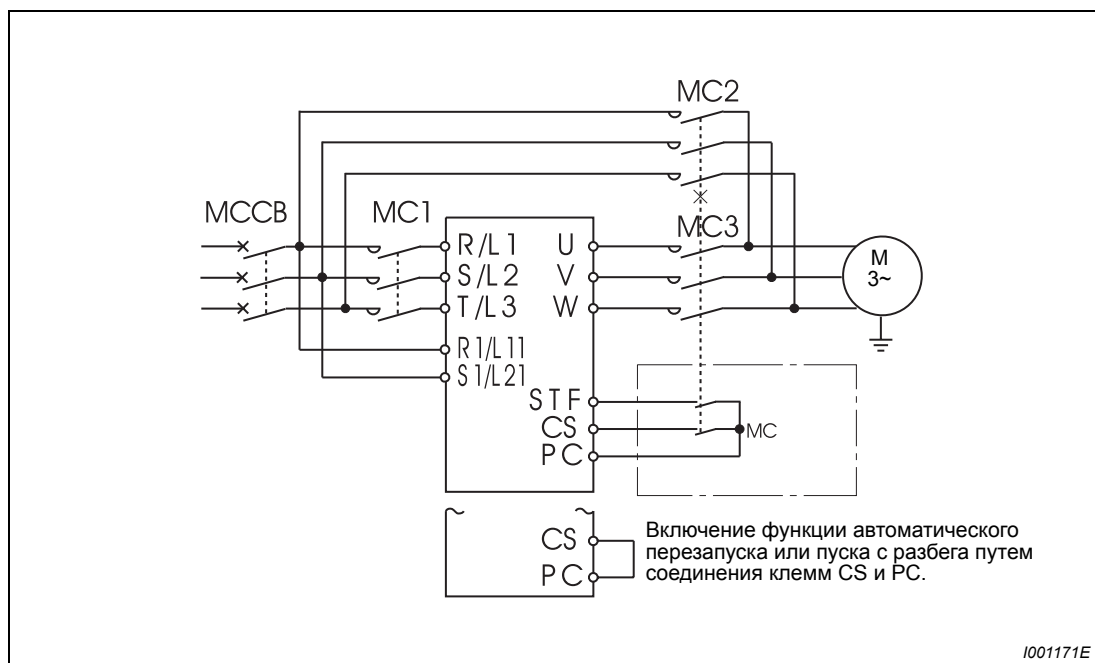 MC2
MCCB
MC1
MC3
R/L1
U
S/L2
V
T/L3
W
M
3~
R1/L11
S1/L21
STF
CS
MC
PC
CS
PC
Включение функции автоматического
перезапуска или пуска с разбега путем
соединения клемм CS и PC.
I001171E